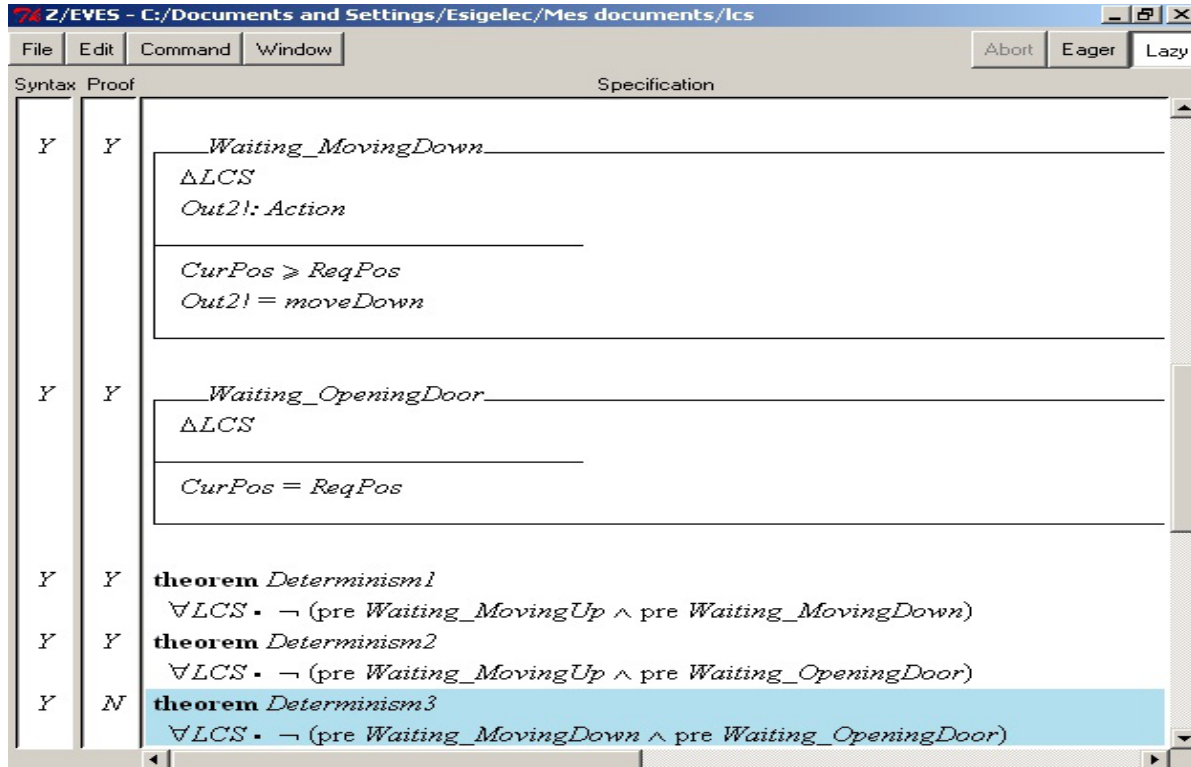 Z/EVES - C:/Documents and Settings/Esigelec/Mes documents/lcs
File Edit Command Window Abort Eager Lazy
Syntax Proof Specification
Y Y Waiting_MovingDown
ΔLCS
Out2!: Action
CurPos ⩾ ReqPos
Out2! = moveDown
Y Y Waiting_OpeningDoor
ΔLCS
CurPos = ReqPos
Y Y theorem Determinism1
∀LCS • ¬ (pre Waiting_MovingUp ∧ pre Waiting_MovingDown)
Y Y theorem Determinism2
∀LCS • ¬ (pre Waiting_MovingUp ∧ pre Waiting_OpeningDoor)
Y N theorem Determinism3
∀LCS • ¬ (pre Waiting_MovingDown ∧ pre Waiting_OpeningDoor)